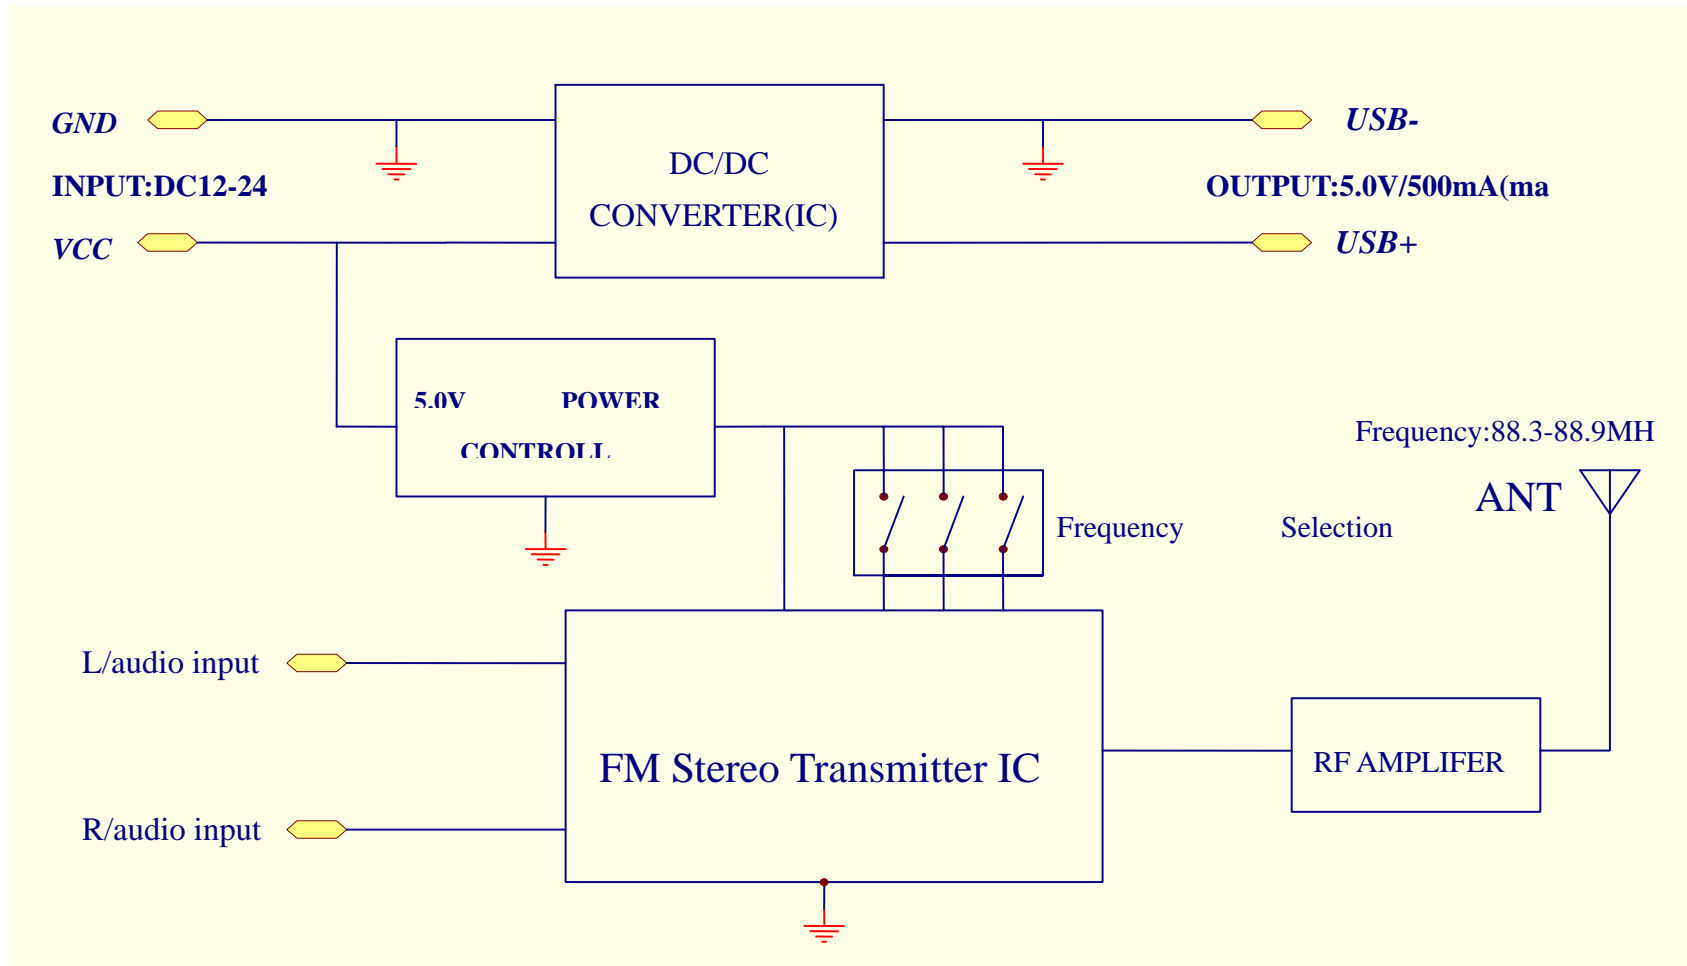 GND
USB-
DC/DC
INPUT:DC12-24
OUTPUT:5.0V/500mA(ma
CONVERTER(IC)
VCC
USB+
5.0V POWER
CONTROLL
Frequency:88.3-88.9MH
ANT
Frequency Selection
L/audio input
FM Stereo Transmitter IC
RF AMPLIFER
R/audio input